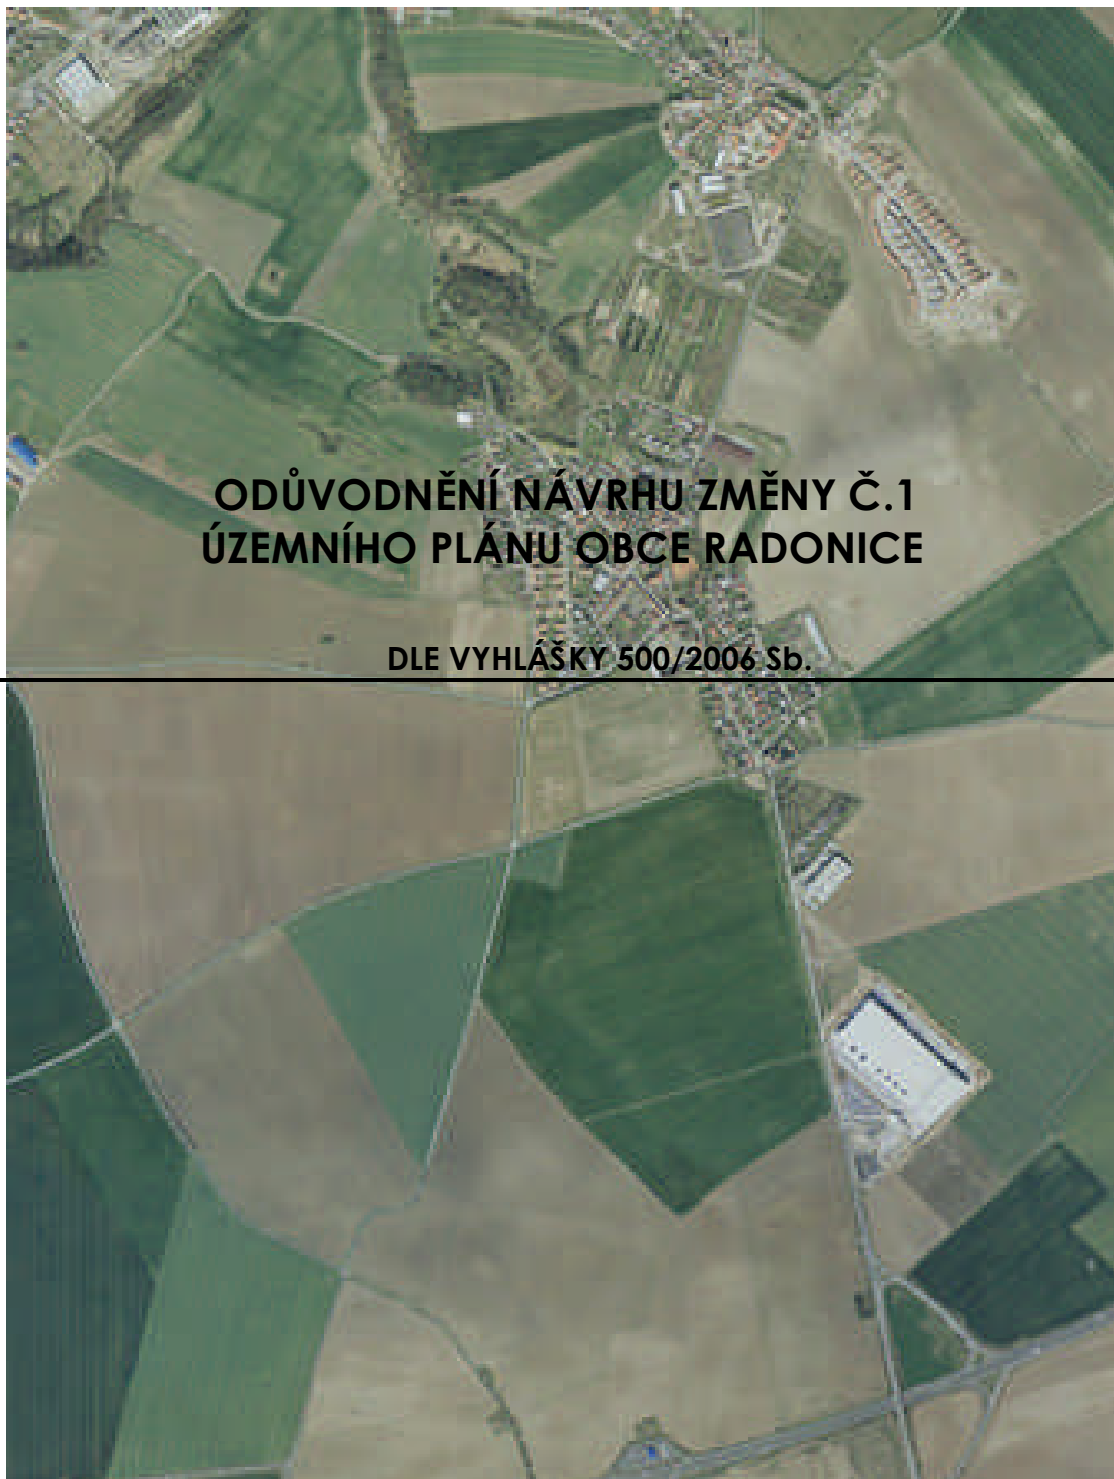 ODŮVODNĚNÍ NÁVRHU ZMĚNY Č.1
ÚZEMNÍHO PLÁNU OBCE RADONICE
DLE VYHLÁŠKY 500/2006 Sb.